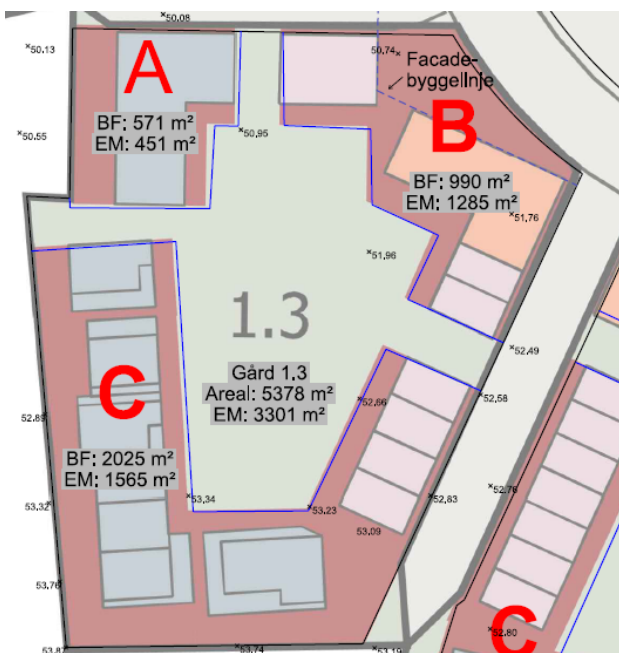 50.08
50.13
50.74
Facade-
byggelinje
A
B
50.55
BF: 571 m²
EM: 451 m²
50,95
BF: 990 m²
EM: 1285 m²
51,76
51,96
1.3
52,49
Gård 1.3
Areal: 5378 m²
EM: 3301 m²
C
52,58
52,66
52,89
BF: 2025 m²
EM: 1565 m²
53,34
53,23
52,83
52,76
53,32
53,09
53,76
C
52,80
53,74
53,19